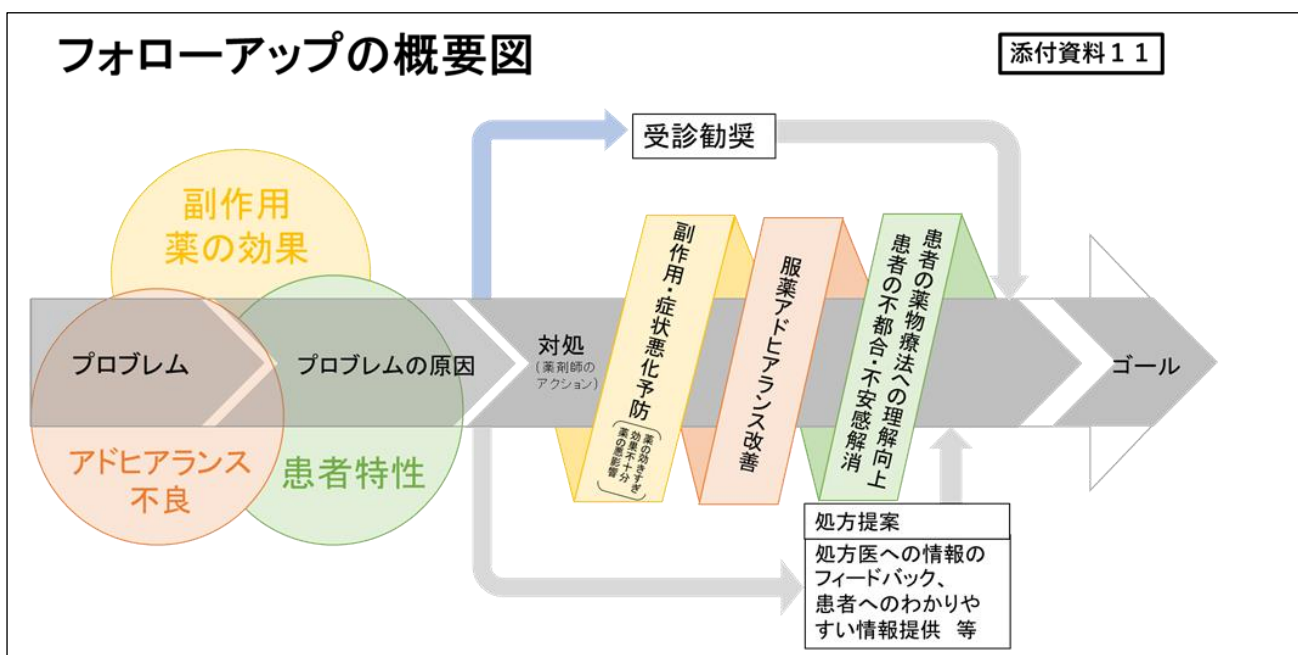 フォローアップの概要図
添付資料11
受診勧奨
副作用
薬の効果
プロブレム
プロブレムの原因
アドヒアランス
不良
患者特性
対処
(薬剤師の
アクション)
副作用・症状悪化予防
薬の効きすぎ
効果不十分
薬の悪影響
服薬アドヒアランス改善
患者の薬物療法への理解向上
患者の不都合・不安感解消
ゴール
処方提案
処方医への情報の
フィードバック、
患者へのわかりや
すい情報提供 等